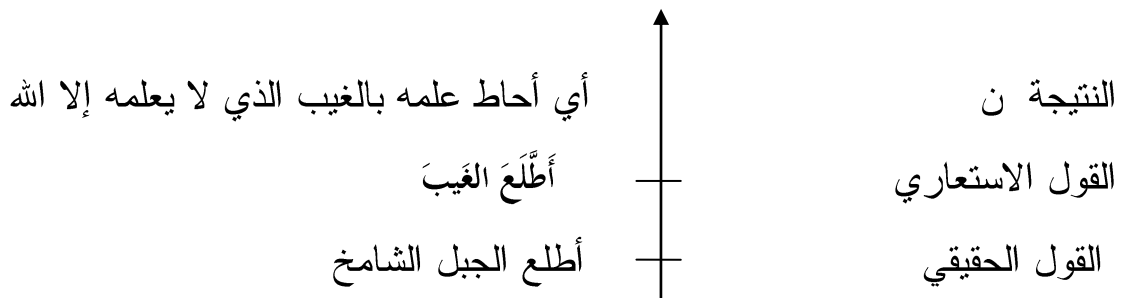 النتيجة ن أي أحاط علمه بالغيب الذي لا يعلمه إلا الله
القول الاستعاري أَطَّلَعَ الغَيبَ
القول الحقيقي أطلع الجبل الشامخ